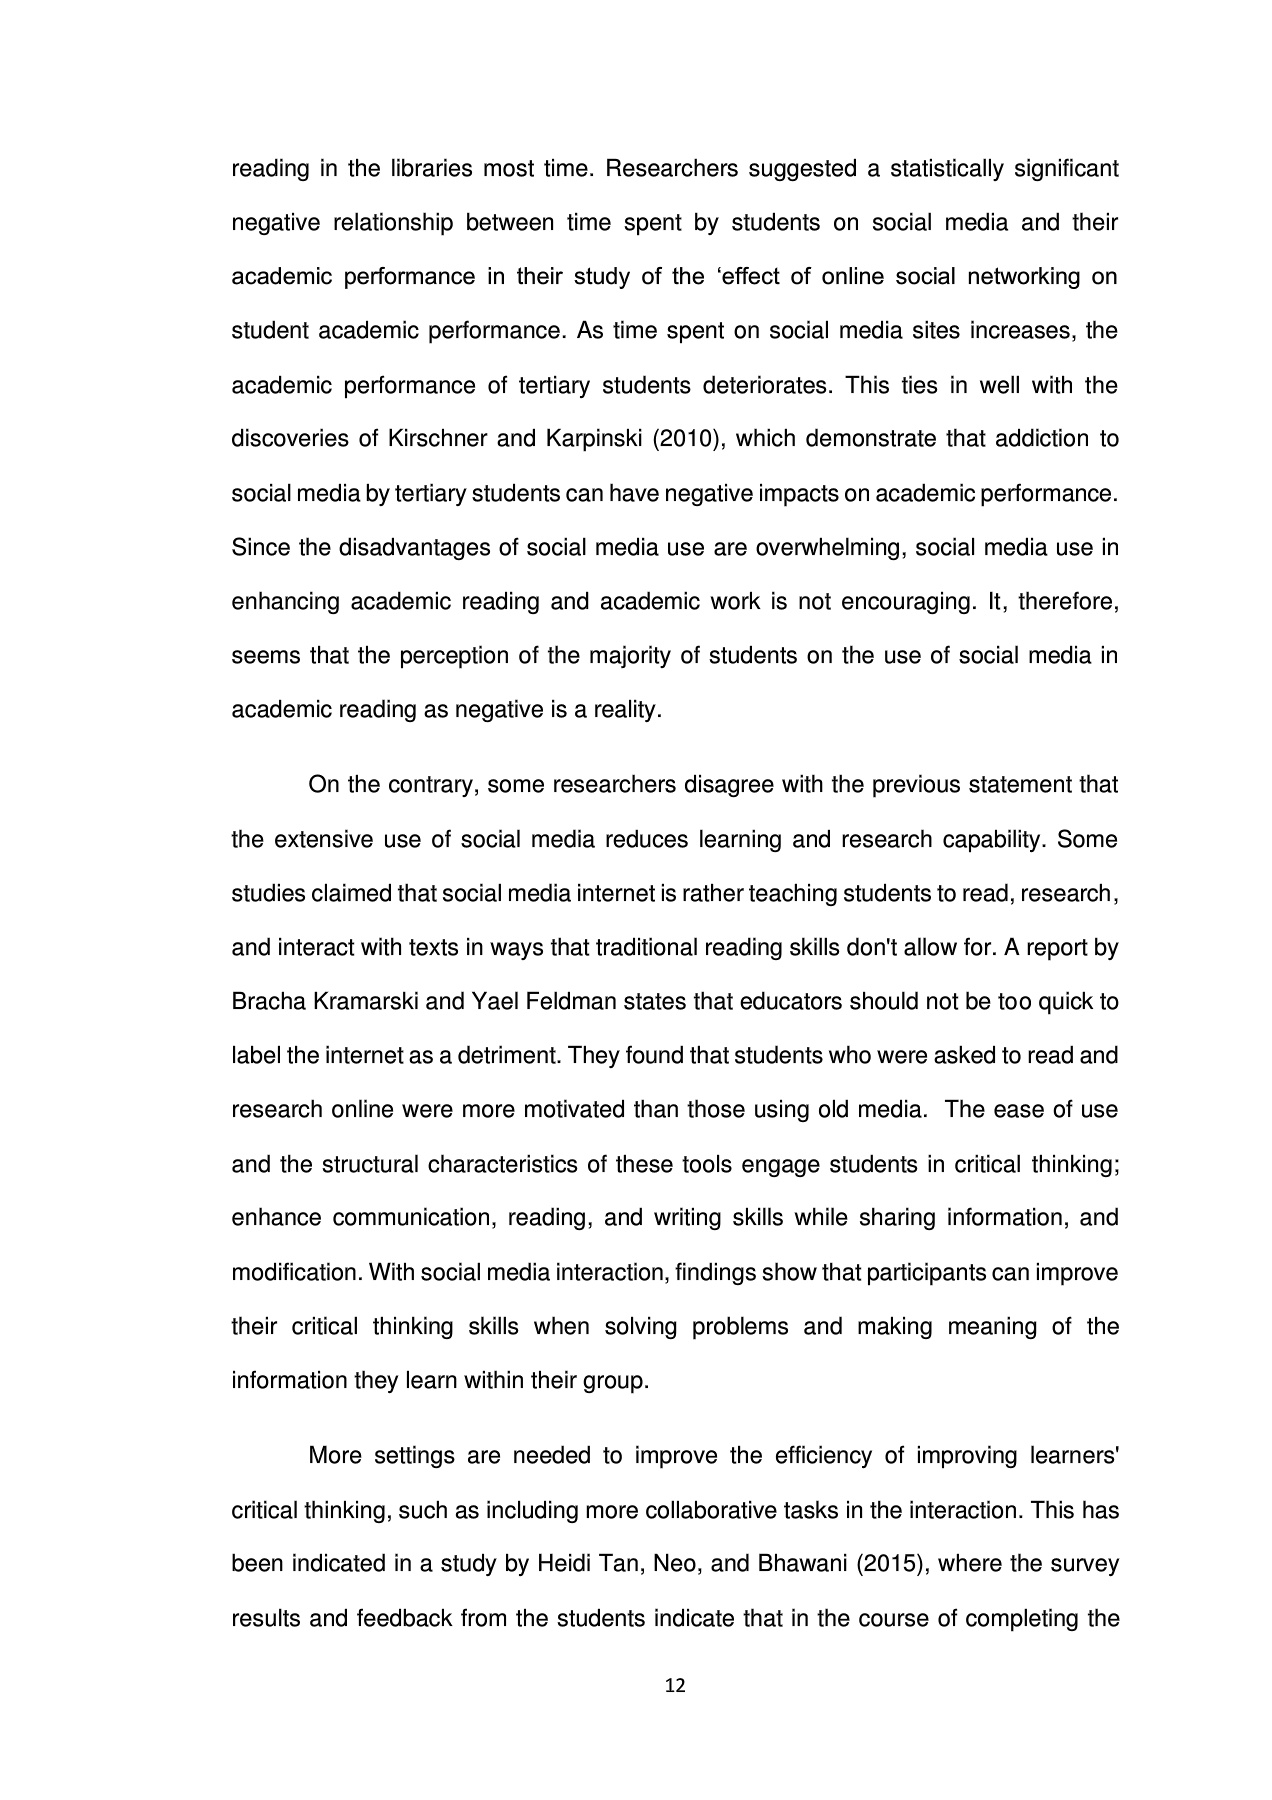 reading in the libraries most time. Researchers suggested a statistically significant
negative relationship between time spent by students on social media and their
academic performance in their study of the ‘effect of online social networking on
student academic performance. As time spent on social media sites increases, the
academic performance of tertiary students deteriorates. This ties in well with the
discoveries of Kirschner and Karpinski (2010), which demonstrate that addiction to
social media by tertiary students can have negative impacts on academic performance.
Since the disadvantages of social media use are overwhelming, social media use in
enhancing academic reading and academic work is not encouraging. It, therefore,
seems that the perception of the majority of students on the use of social media in
academic reading as negative is a reality.
On the contrary, some researchers disagree with the previous statement that
the extensive use of social media reduces learning and research capability. Some
studies claimed that social media internet is rather teaching students to read, research,
and interact with texts in ways that traditional reading skills don't allow for. A report by
Bracha Kramarski and Yael Feldman states that educators should not be too quick to
label the internet as a detriment. They found that students who were asked to read and
research online were more motivated than those using old media.  The ease of use
and the structural characteristics of these tools engage students in critical thinking;
enhance communication, reading, and writing skills while sharing information, and
modification. With social media interaction, findings show that participants can improve
their critical thinking skills when solving problems and making meaning of the
information they learn within their group.
More settings are needed to improve the efficiency of improving learners'
critical thinking, such as including more collaborative tasks in the interaction. This has
been indicated in a study by Heidi Tan, Neo, and Bhawani (2015), where the survey
results and feedback from the students indicate that in the course of completing the
12